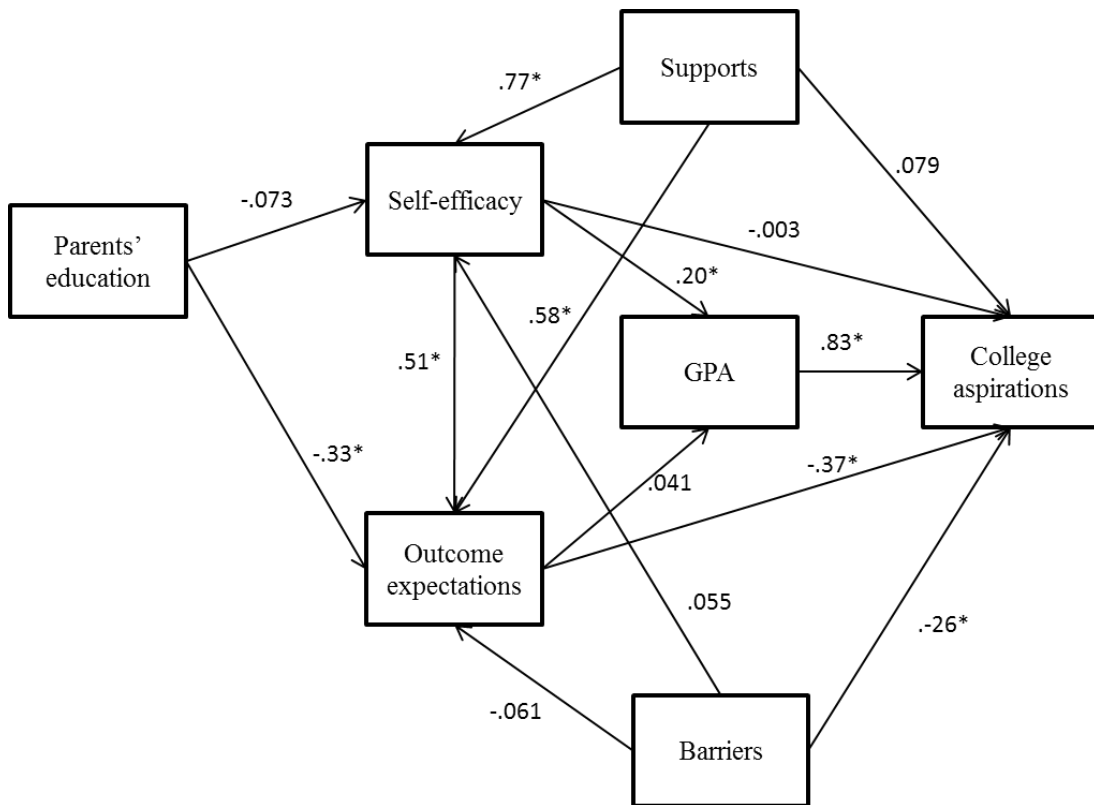 Supports
.77*
Self-efficacy
.079
-.073
Parents’
education
-.003
.20*
.58*
.51*
GPA
.83*
College
aspirations
-.33*
.041
-.37*
Outcome
expectations
.055
.-26*
-.061
Barriers